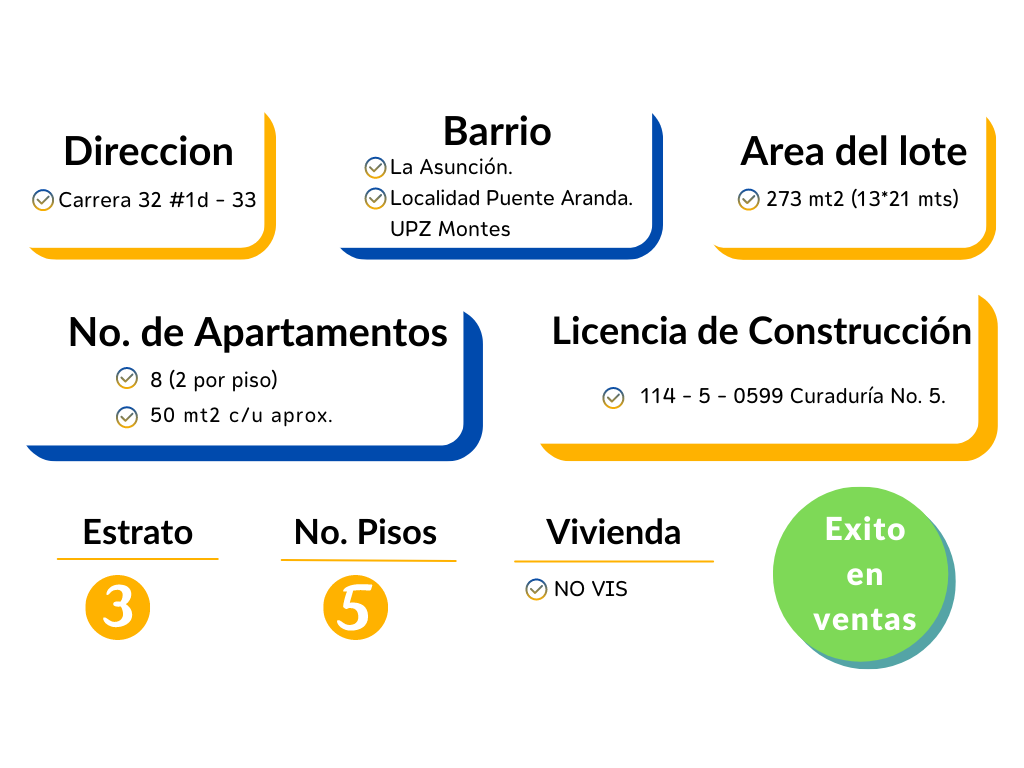 Direccion
Carrera 32 #1d - 33
Barrio
La Asunción.
Localidad Puente Aranda.
UPZ Montes
Area del lote
273 mt2 (13*21 mts)
No. de Apartamentos
8 (2 por piso)
50 mt2 c/u aprox.
Licencia de Construcción
114 - 5 - 0599 Curaduría No. 5.
Estrato
3
No. Pisos
5
Vivienda
NO VIS
Exito
en
ventas